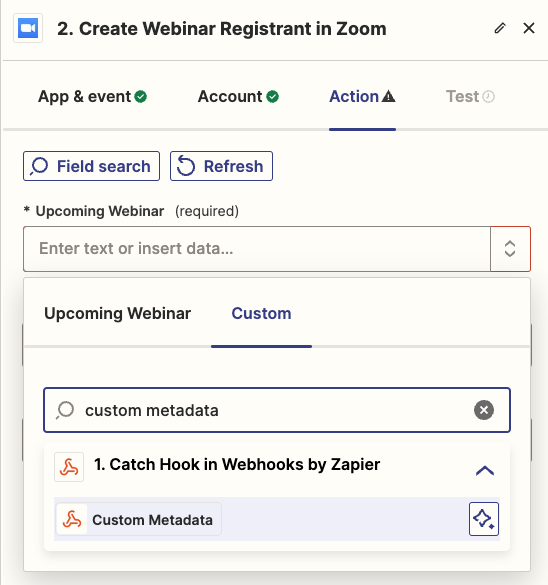 2. Create Webinar Registrant in Zoom
App & event Account Action Test
Field search Refresh
* Upcoming Webinar (required)
Enter text or insert data...
Upcoming Webinar Custom
custom metadata
1. Catch Hook in Webhooks by Zapier
Custom Metadata